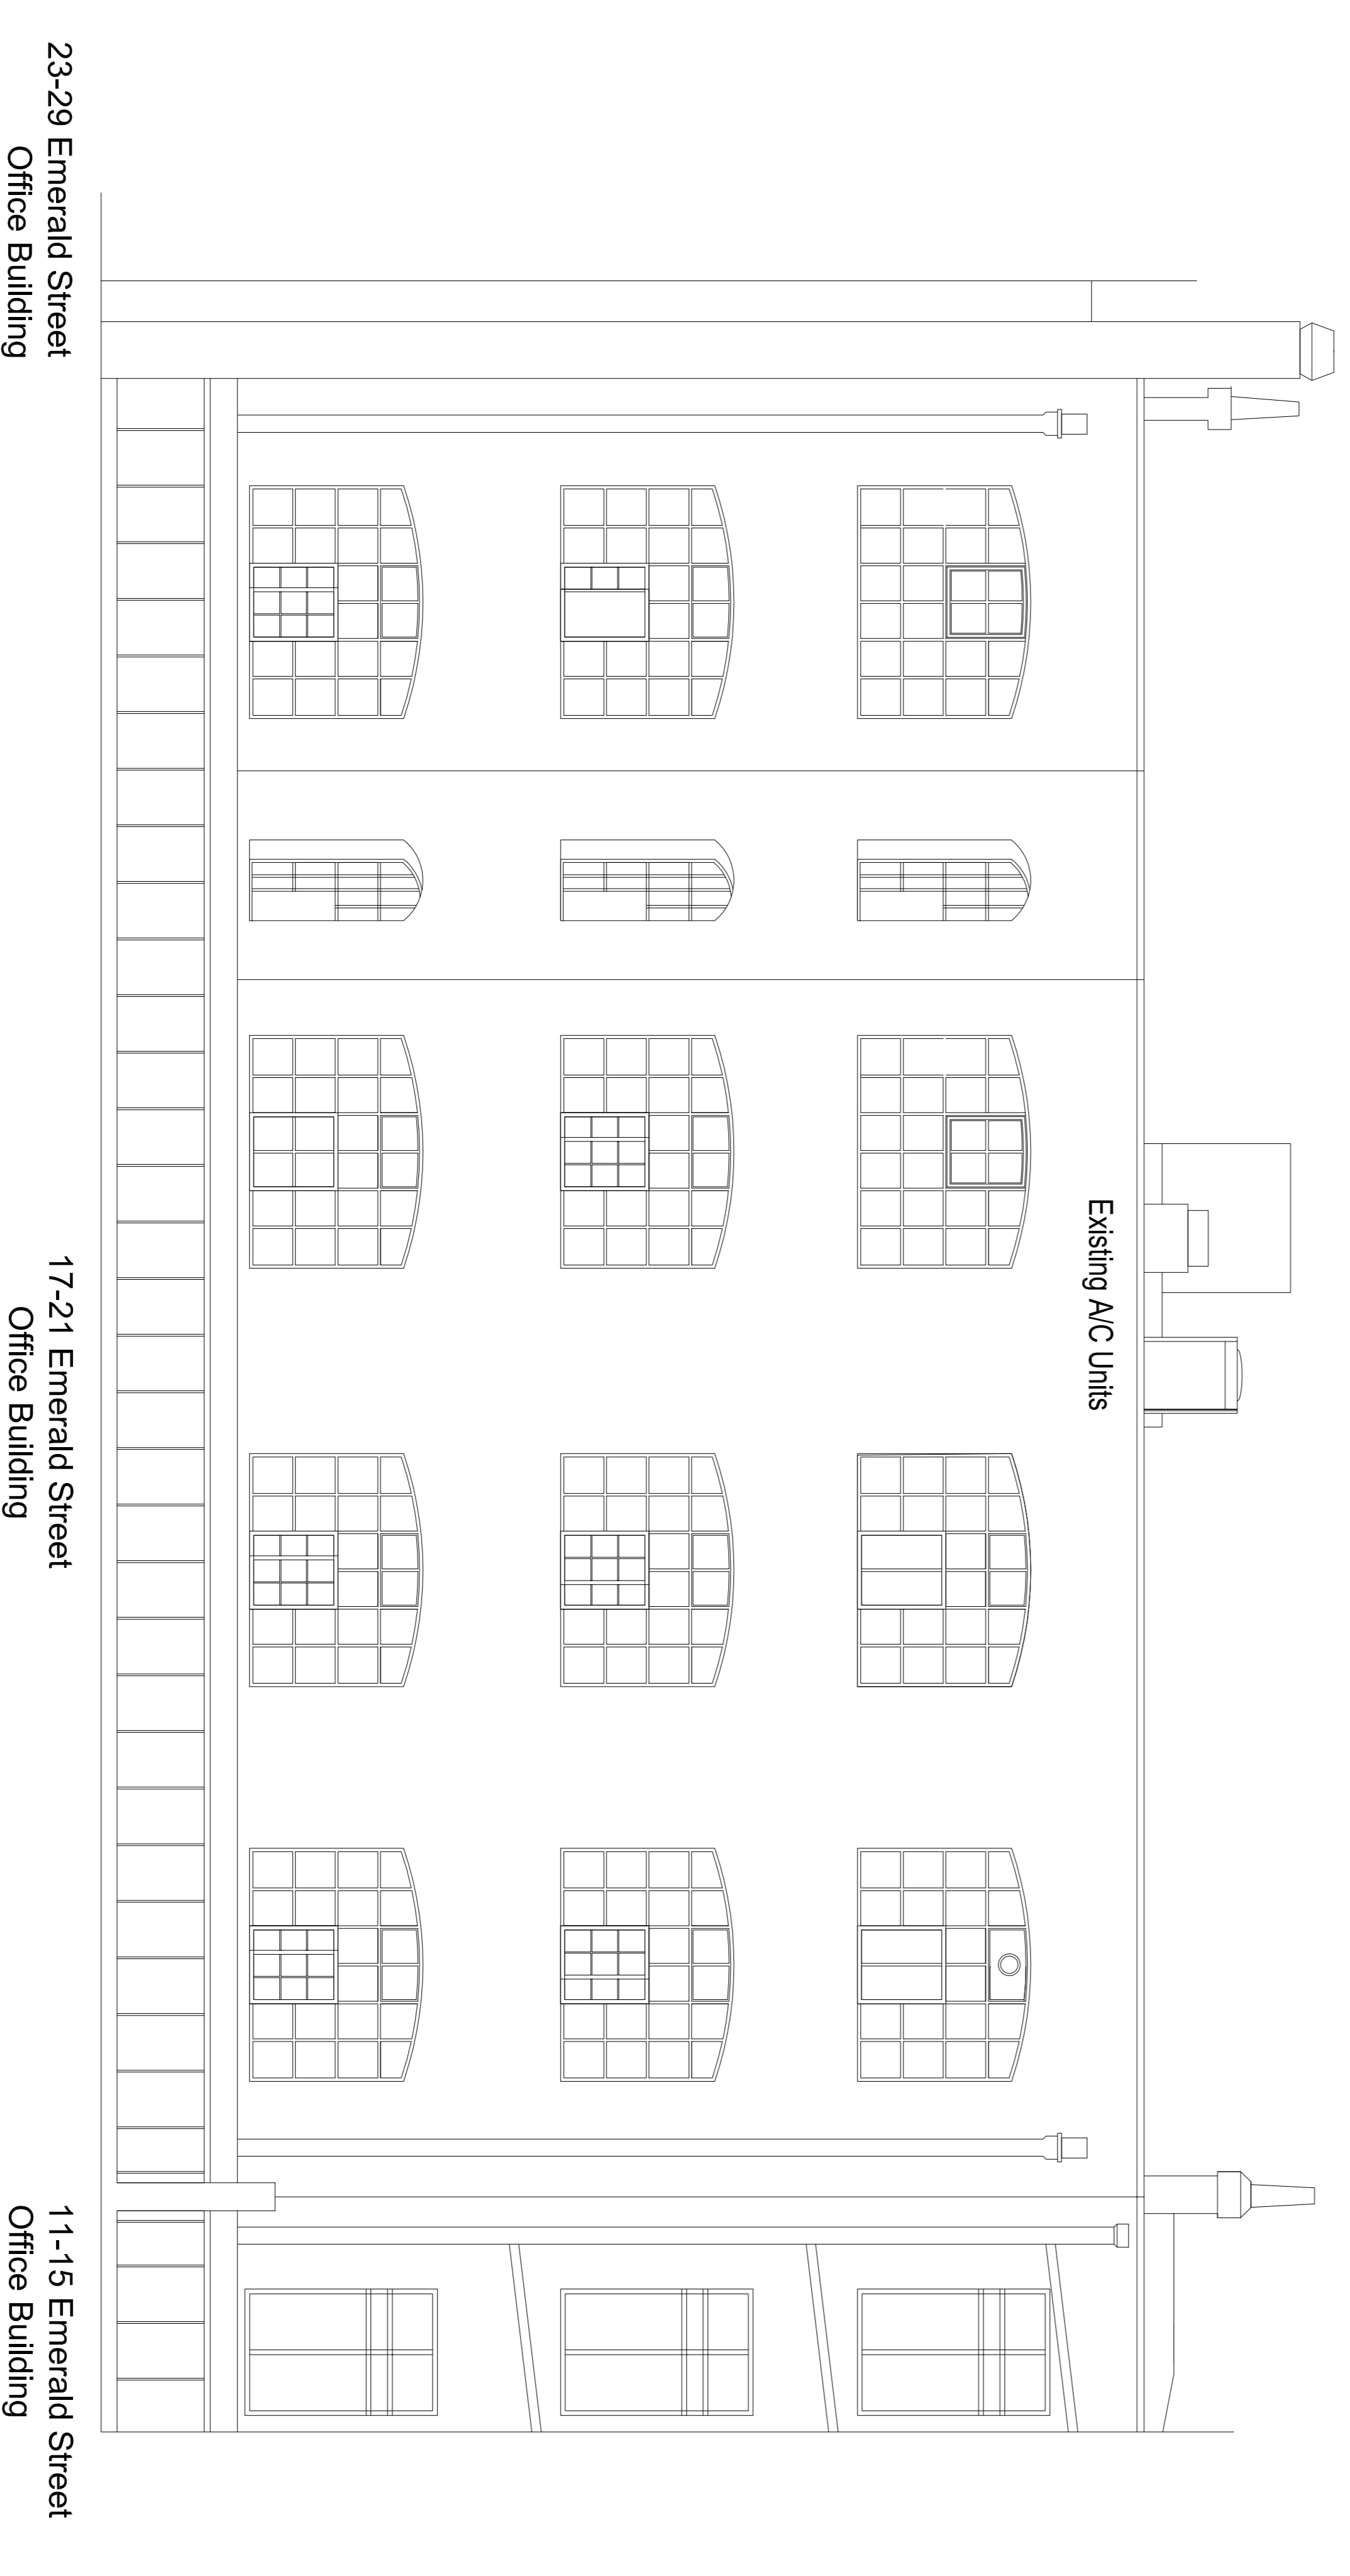 Existing A/C Units
23-29 Emerald Street
Office Building
17-21 Emerald Street
Office Building
11-15 Emerald Street
Office Building